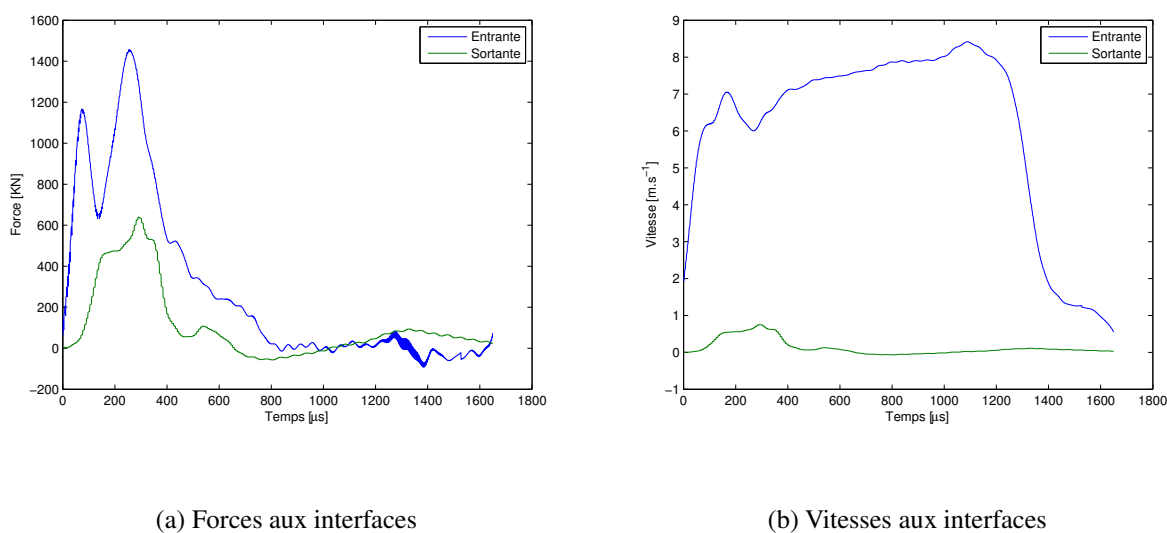 1600
1400
1200
1000
800
600
400
200
0
−200
Force [KN]
0 200 400 600 800 1000 1200 1400 1600 1800
Temps [μs]
Entrante
Sortante
9
8
7
6
5
4
3
2
1
0
−1
Vitesse [m.s⁻¹]
0 200 400 600 800 1000 1200 1400 1600 1800
Temps [μs]
Entrante
Sortante
(a) Forces aux interfaces
(b) Vitesses aux interfaces